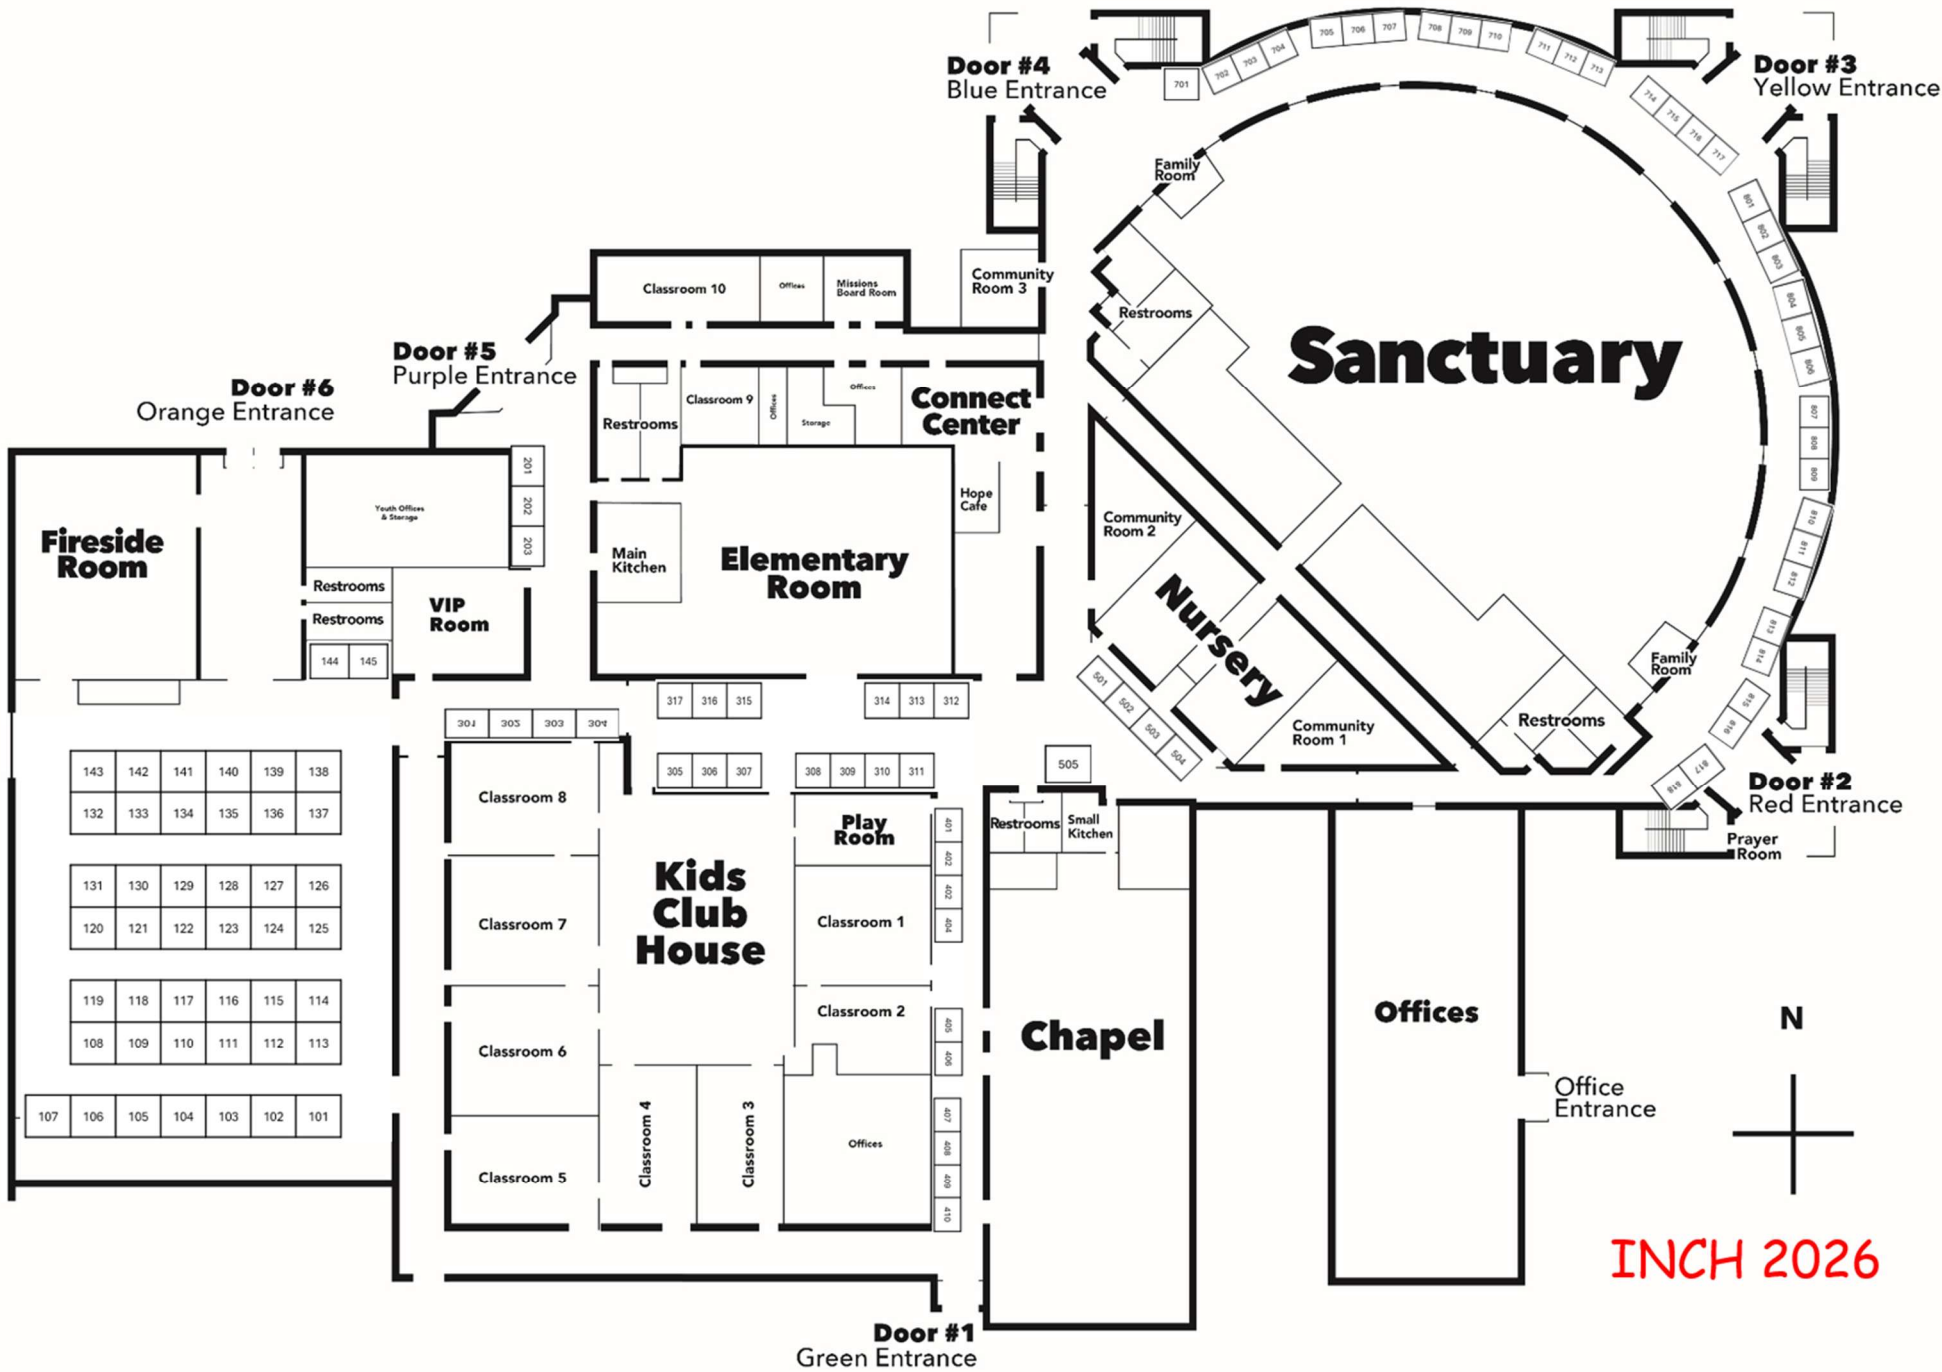 Door #4
Blue Entrance
Door #3
Yellow Entrance
701
702
703
704
705
706
707
708
709
710
711
712
713
714
715
716
717
801
802
803
804
805
806
807
808
809
810
811
812
813
814
815
816
817
818
Family
Room
Restrooms
Sanctuary
Family
Room
Restrooms
Door #2
Red Entrance
Prayer
Room
Classroom 10
Offices
Missions
Board Room
Community
Room 3
Door #5
Purple Entrance
Door #6
Orange Entrance
Restrooms
Classroom 9
Offices
Storage
Offices
Connect
Center
Hope
Cafe
Main
Kitchen
Elementary
Room
Community
Room 2
Nursery
Community
Room 1
501
502
503
504
505
Fireside
Room
Youth Offices
& Storage
201
202
203
Restrooms
Restrooms
VIP
Room
144 145
301 302 303 304
317 316 315
314 313 312
305 306 307
308 309 310 311
143 142 141 140 139 138
132 133 134 135 136 137
131 130 129 128 127 126
120 121 122 123 124 125
119 118 117 116 115 114
108 109 110 111 112 113
107 106 105 104 103 102 101
Classroom 8
Classroom 7
Classroom 6
Classroom 5
Kids
Club
House
Classroom 4
Classroom 3
Play
Room
Classroom 1
Classroom 2
Offices
401
402
402
404
405
406
407
408
409
410
Restrooms
Small
Kitchen
Chapel
Offices
Office
Entrance
N
INCH 2026
Door #1
Green Entrance